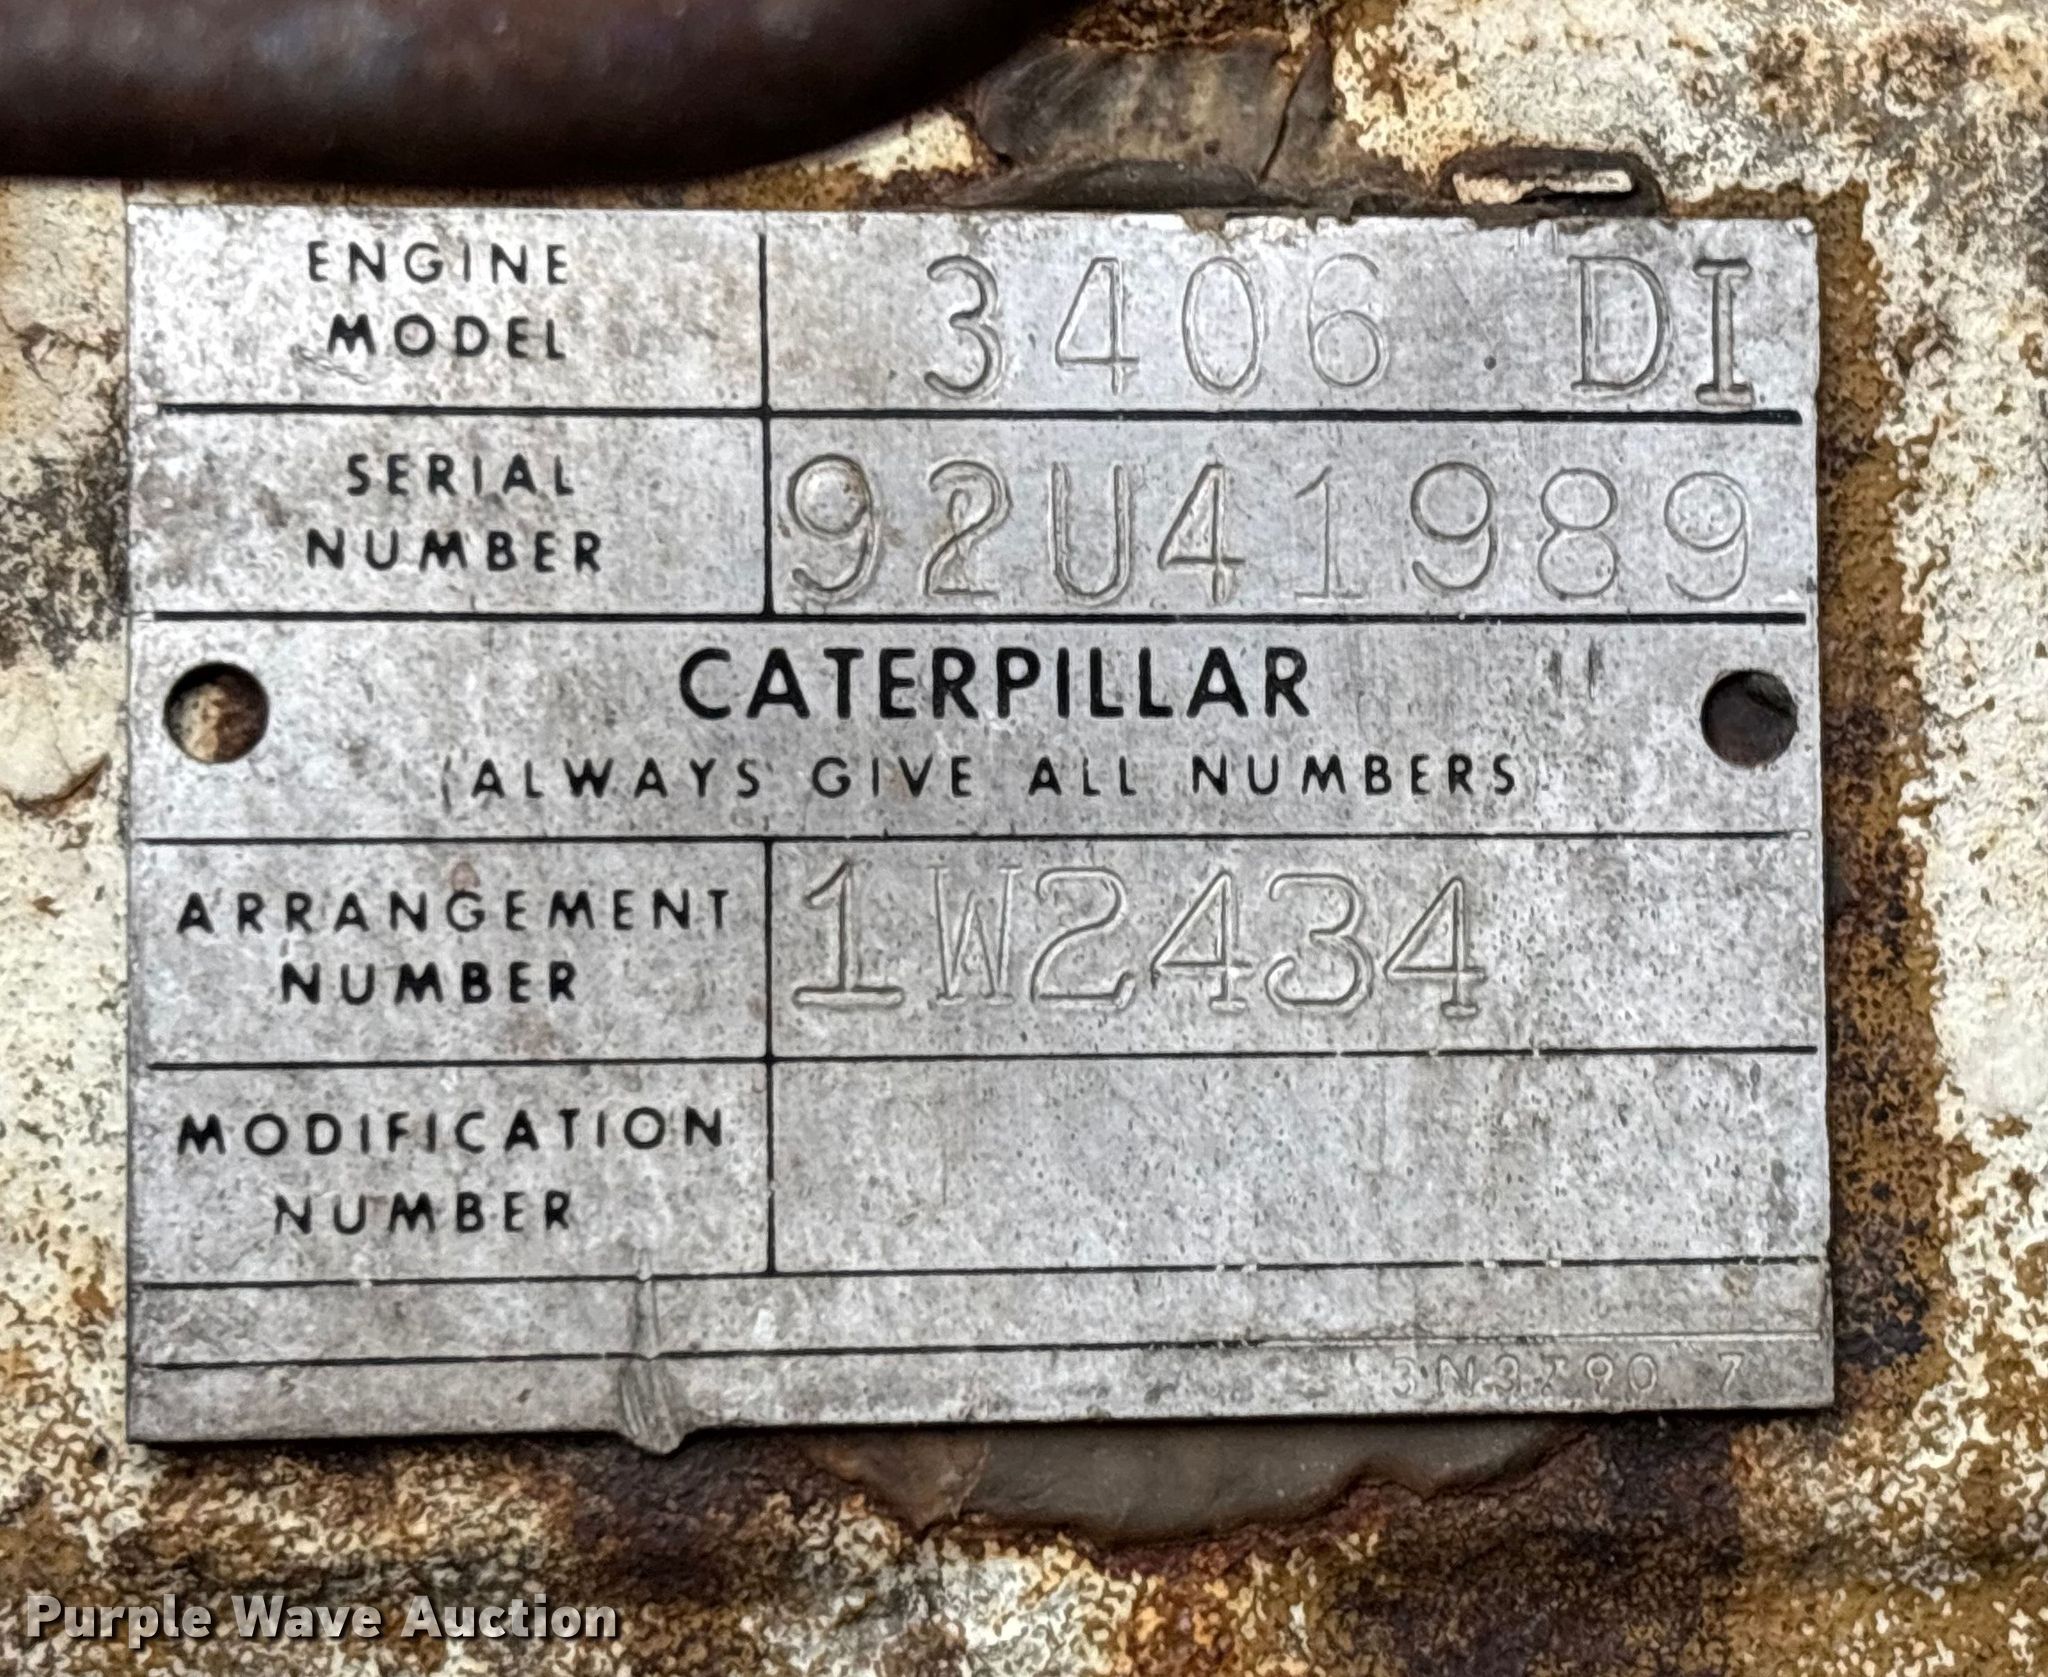 ENGINE
MODEL
3406 DI
SERIAL
NUMBER
92U41989
CATERPILLAR
ALWAYS GIVE ALL NUMBERS
ARRANGEMENT
NUMBER
1W2434
MODIFICATION
NUMBER
7
Purple Wave Auction